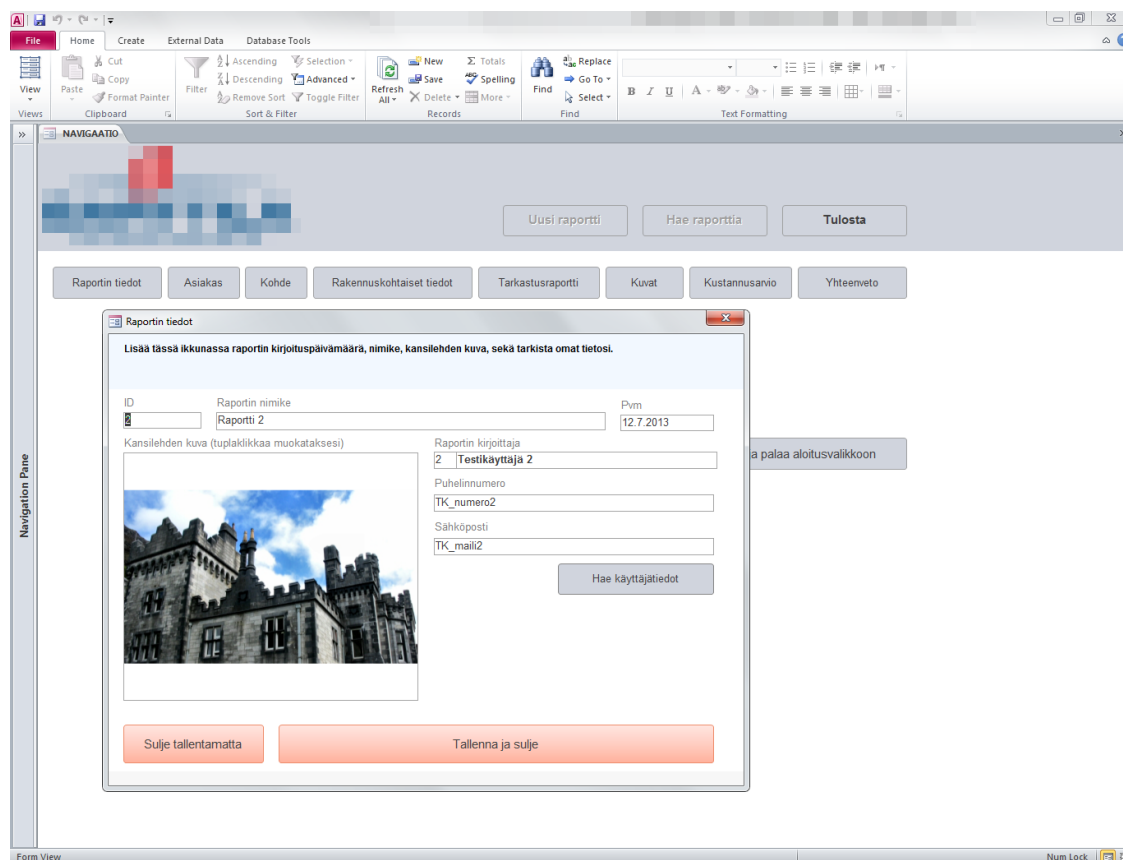 A
File Home Create External Data Database Tools
View
Paste
Cut
Copy
Format Painter
Filter
Ascending
Descending
Remove Sort
Selection
Advanced
Toggle Filter
Refresh
All
New
Save
Delete
Totals
Spelling
More
Find
Replace
Go To
Select
B I U A
Views Clipboard Sort & Filter Records Find Text Formatting
NAVIGAATIO
Uusi raportti Hae raporttia Tulosta
Raportin tiedot Asiakas Kohde Rakennuskohtaiset tiedot Tarkastusraportti Kuvat Kustannusarvio Yhteenveto
Raportin tiedot
Lisää tässä ikkunassa raportin kirjoituspäivämäärä, nimike, kansilehden kuva, sekä tarkista omat tietosi.
ID Raportin nimike Pvm
2 Raportti 2 12.7.2013
Kansilehden kuva (tuplaklikkaa muokataksesi) Raportin kirjoittaja
2 Testikäyttäjä 2
a palaa aloitusvalikkoon
Puhelinnumero
TK_numero2
Sähköposti
TK_maili2
Hae käyttäjätiedot
Sulje tallentamatta Tallenna ja sulje
Navigation Pane
Form View Num Lock